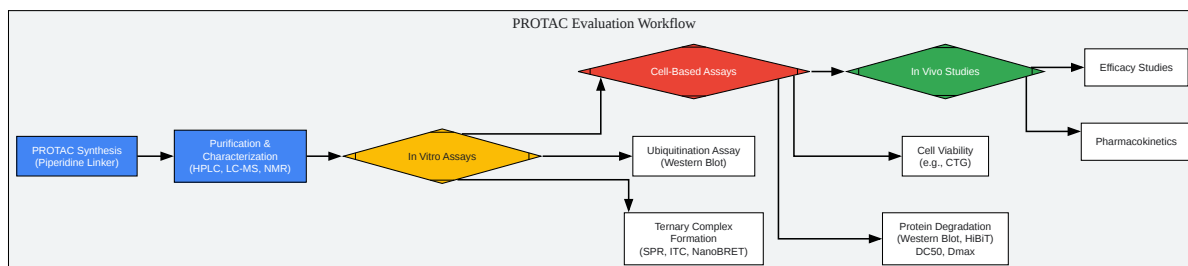 PROTAC Evaluation Workflow
PROTAC Synthesis
(Piperidine Linker)
Purification &
Characterization
(HPLC, LC-MS, NMR)
In Vitro Assays
Cell-Based Assays
In Vivo Studies
Efficacy Studies
Pharmacokinetics
Ubiquitination Assay
(Western Blot)
Cell Viability
(e.g., CTG)
Ternary Complex
Formation
(SPR, ITC, NanoBRET)
Protein Degradation
(Western Blot, HiBiT)
DC50, Dmax